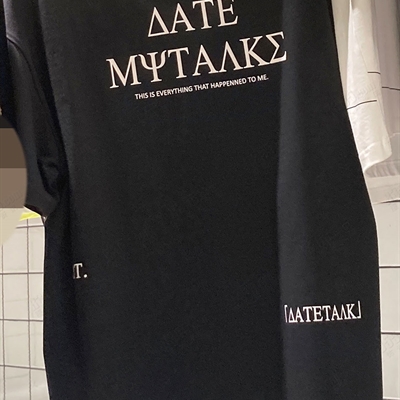 ΔΑΤΕ
ΜΨΤΑΛΚΣ
THIS IS EVERYTHING THAT HAPPENNED TO ME.
T.
⌈ΔΑΤΕΤΑΛΚ⌋